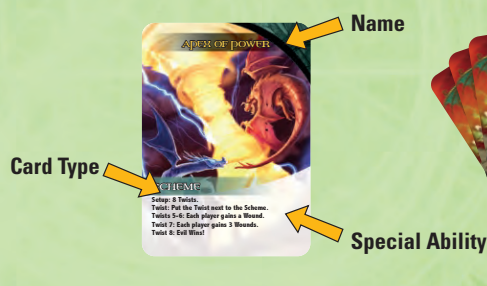 Name
APEX OF POWER
Card Type
SCHEME
Setup: 8 Twists.
Twist: Put the Twist next to the Scheme.
Twists 5-6: Each player gains a Wound.
Twist 7: Each player gains 3 Wounds.
Twist 8: Evil Wins!
Special Ability